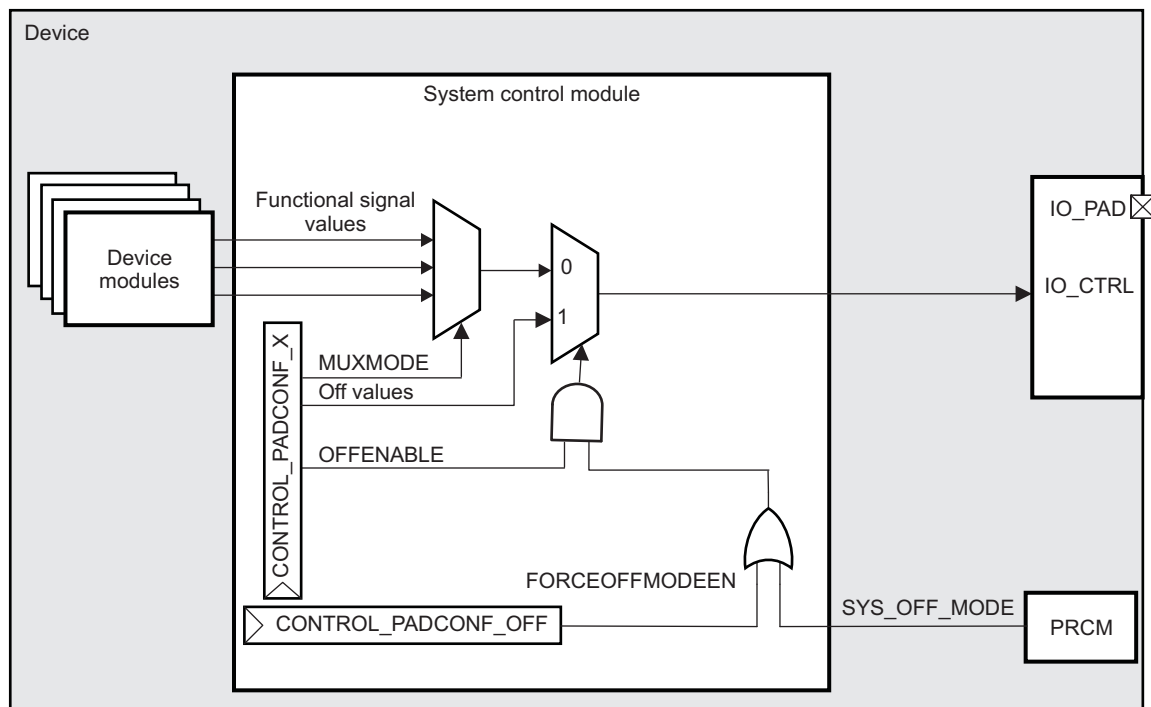 Device
System control module
Functional signal
values
Device
modules
0
1
IO_PAD
IO_CTRL
CONTROL_PADCONF_X
MUXMODE
Off values
OFFENABLE
FORCEOFFMODEEN
CONTROL_PADCONF_OFF
SYS_OFF_MODE
PRCM